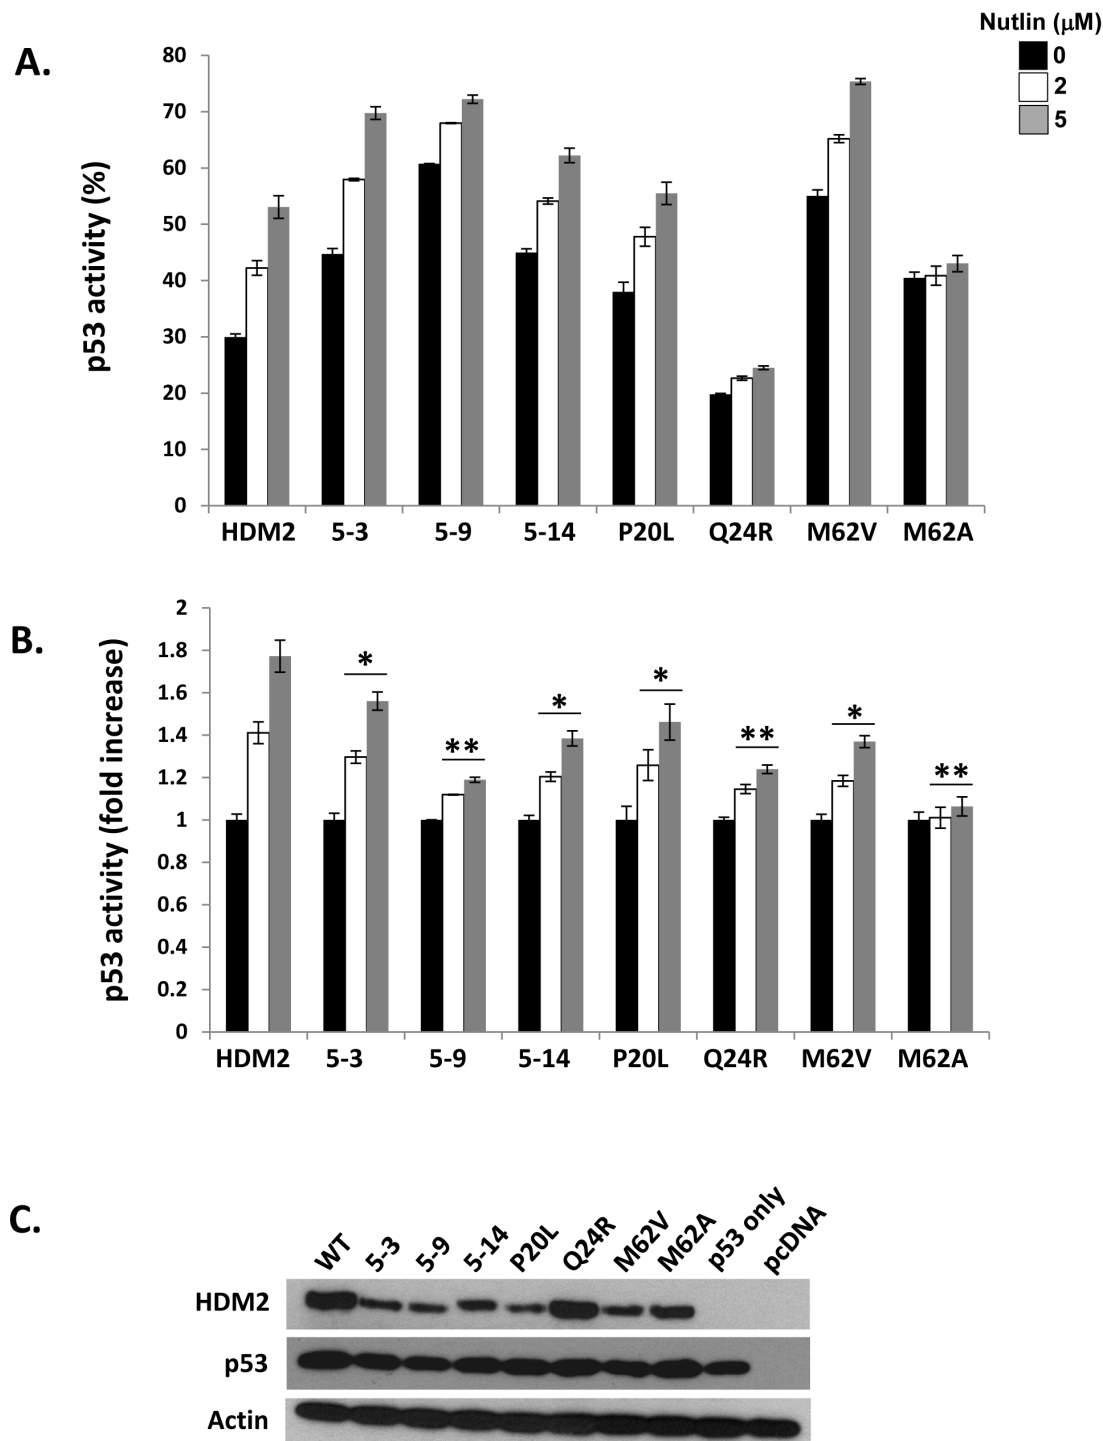 Nutlin (μM)
0
2
5
A.
p53 activity (%)
80
70
60
50
40
30
20
10
0
HDM2 5-3 5-9 5-14 P20L Q24R M62V M62A
B.
p53 activity (fold increase)
2
1.8
1.6
1.4
1.2
1
0.8
0.6
0.4
0.2
0
* ** * * ** * **
HDM2 5-3 5-9 5-14 P20L Q24R M62V M62A
C.
WT 5-3 5-9 5-14 P20L Q24R M62V M62A p53 only pcDNA
HDM2
p53
Actin